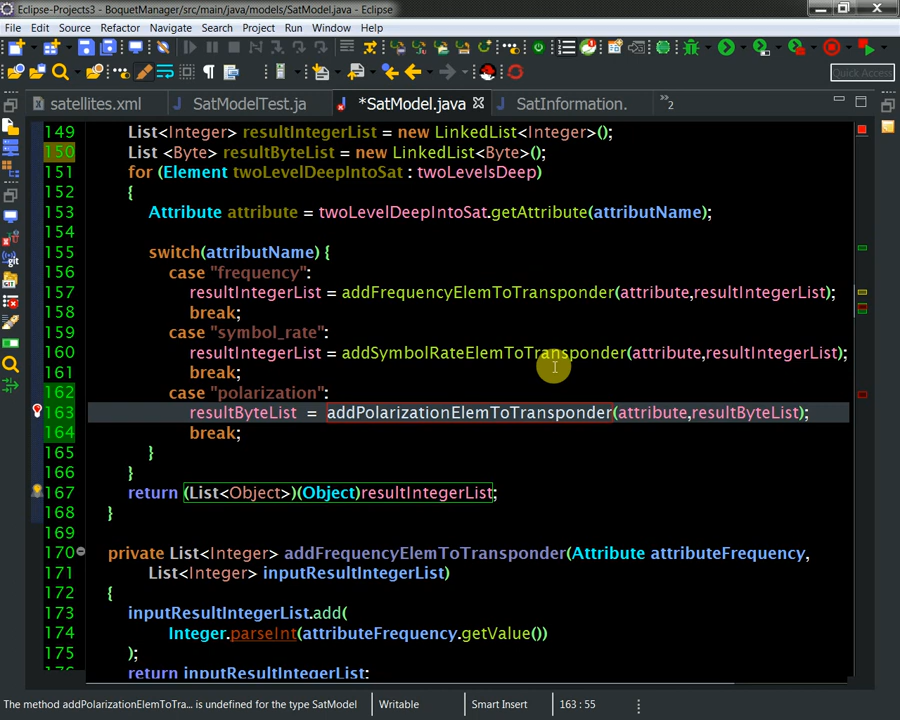 Eclipse-Projects3 - BoquetManager/src/main/java/models/SatModel.java - Eclipse
File Edit Source Refactor Navigate Search Project Run Window Help
Quick Access
satellites.xml SatModelTest.ja *SatModel.java SatInformation. »2
149 List<Integer> resultIntegerList = new LinkedList<Integer>();
150 List <Byte> resultByteList = new LinkedList<Byte>();
151 for (Element twoLevelDeepIntoSat : twoLevelsDeep)
152 {
153 Attribute attribute = twoLevelDeepIntoSat.getAttribute(attributName);
154
155 switch(attributName) {
156 case "frequency":
157 resultIntegerList = addFrequencyElemToTransponder(attribute,resultIntegerList);
158 break;
159 case "symbol_rate":
160 resultIntegerList = addSymbolRateElemToTransponder(attribute,resultIntegerList);
161 break;
162 case "polarization":
163 resultByteList = addPolarizationElemToTransponder(attribute,resultByteList);
164 break;
165 }
166 }
167 return (List<Object>)(Object)resultIntegerList;
168 }
169
170 private List<Integer> addFrequencyElemToTransponder(Attribute attributeFrequency,
171 List<Integer> inputResultIntegerList)
172 {
173 inputResultIntegerList.add(
174 Integer.parseInt(attributeFrequency.getValue())
175 );
176 return inputResultIntegerList;
The method addPolarizationElemToTra... is undefined for the type SatModel Writable Smart Insert 163 : 55